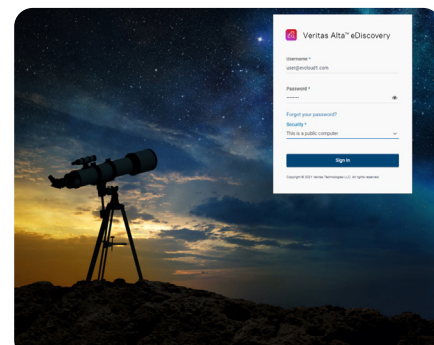 Veritas Alta™ eDiscovery
Username *
user@evcloud1.com
Password *
Forgot your password?
Security *
This is a public computer
Sign In
Copyright © 2021 Veritas Technologies LLC. All rights reserved.